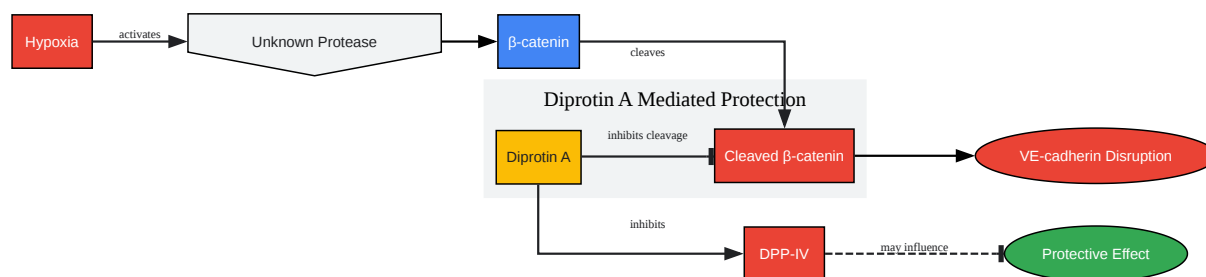 Hypoxia
activates
Unknown Protease
β-catenin
cleaves
Diprotin A Mediated Protection
Diprotin A
inhibits cleavage
Cleaved β-catenin
VE-cadherin Disruption
inhibits
DPP-IV
may influence
Protective Effect